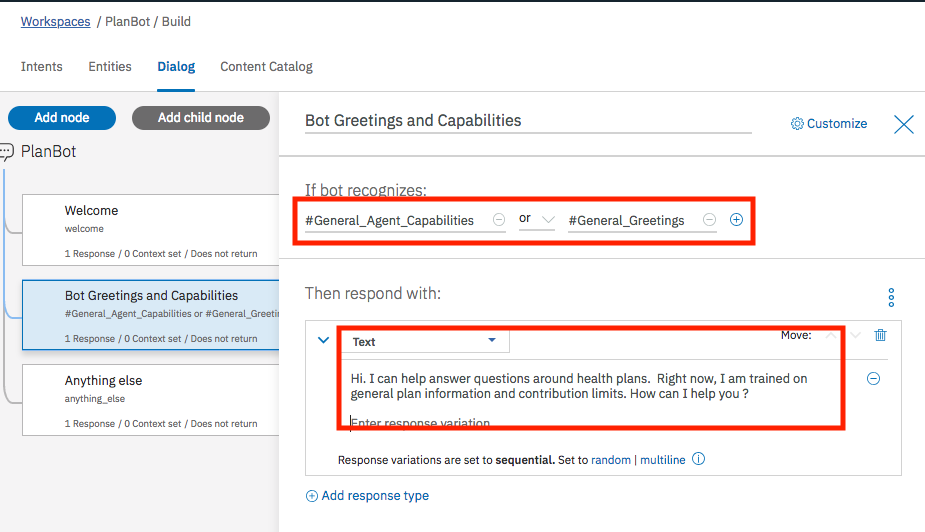 Workspaces / PlanBot / Build
Intents Entities Dialog Content Catalog
Add node Add child node
PlanBot
Welcome
welcome
1 Response / 0 Context set / Does not return
Bot Greetings and Capabilities
#General_Agent_Capabilities or #General_Greetin
1 Response / 0 Context set / Does not return
Anything else
anything_else
1 Response / 0 Context set / Does not return
Bot Greetings and Capabilities
Customize
If bot recognizes:
#General_Agent_Capabilities or #General_Greetings
Then respond with:
Text
Move:
Hi. I can help answer questions around health plans. Right now, I am trained on
general plan information and contribution limits. How can I help you ?
Enter response variation
Response variations are set to sequential. Set to random | multiline
Add response type